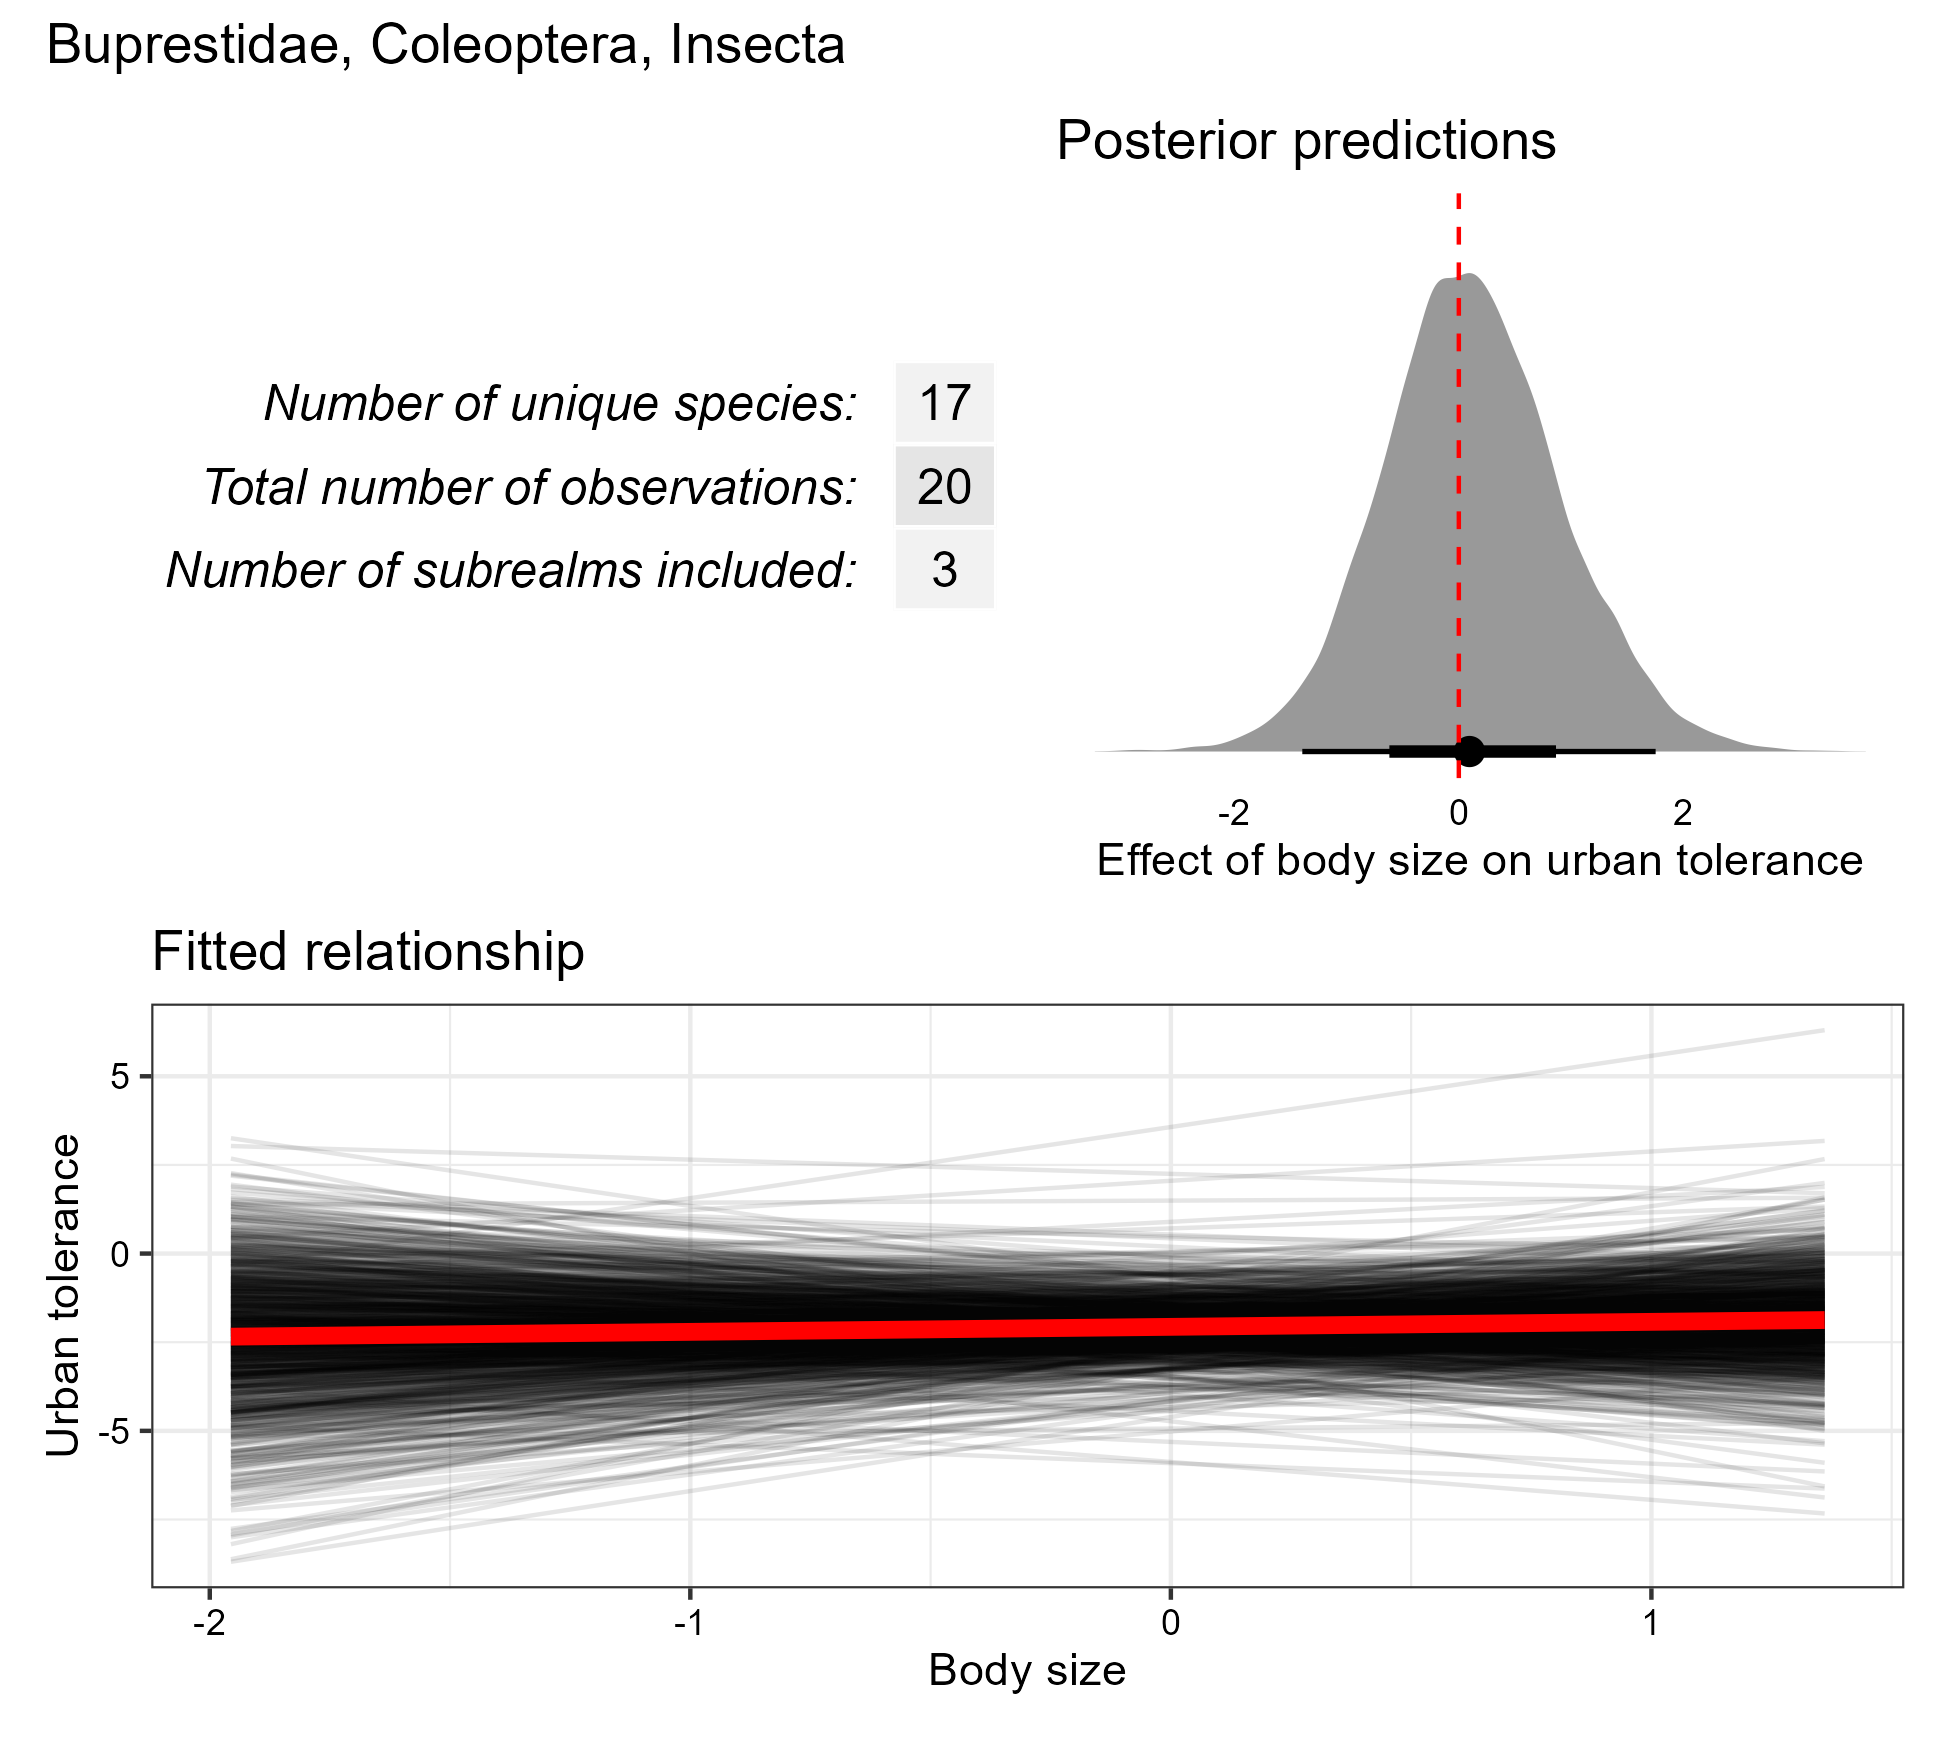 Buprestidae, Coleoptera, Insecta
Posterior predictions
Number of unique species: 17
Total number of observations: 20
Number of subrealms included: 3
-2 0 2
Effect of body size on urban tolerance
Fitted relationship
Urban tolerance
5
0
-5
-2 -1 0 1
Body size